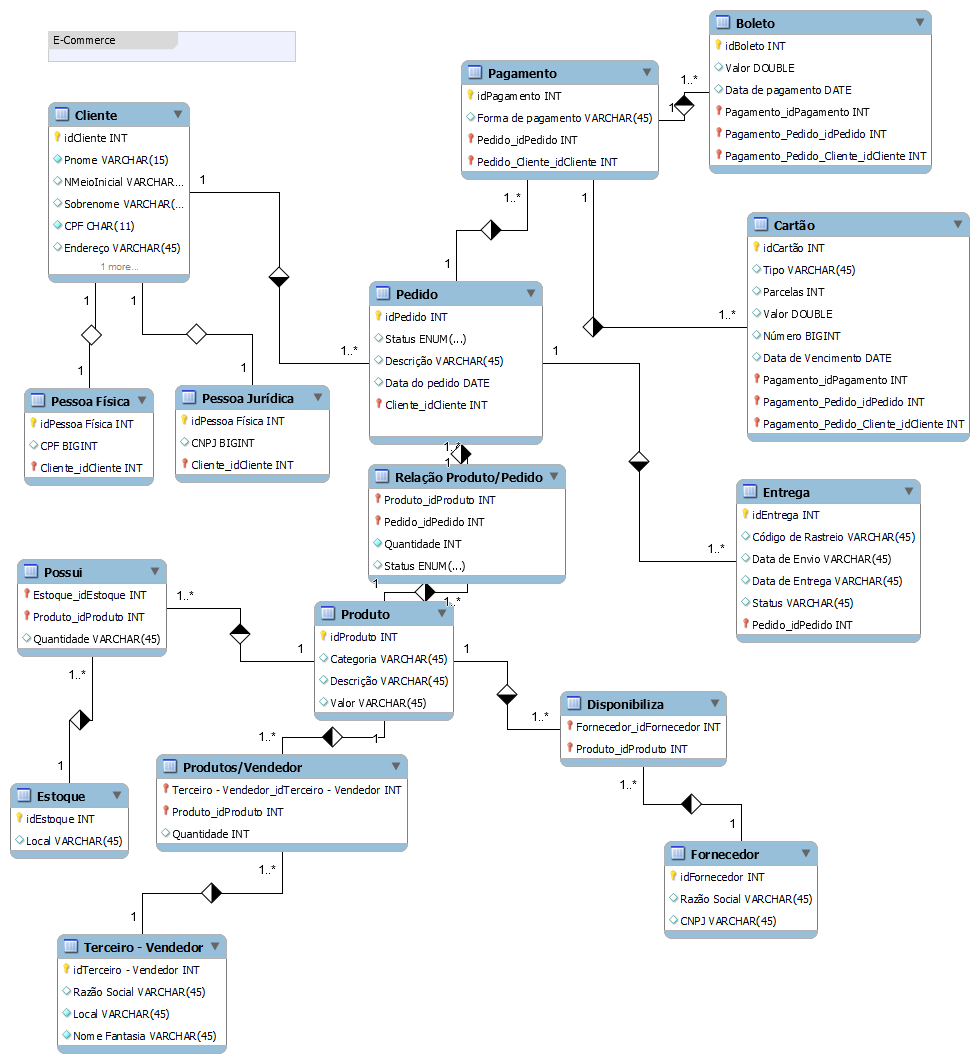 E-Commerce
Cliente
idCliente INT
Pnome VARCHAR(15)
NMeioInicial VARCHAR...
Sobrenome VARCHAR(...
CPF CHAR(11)
Endereço VARCHAR(45)
1 more...
Pagamento
idPagamento INT
Forma de pagamento VARCHAR(45)
Pedido_idPedido INT
Pedido_Cliente_idCliente INT
Boleto
idBoleto INT
Valor DOUBLE
Data de pagamento DATE
Pagamento_idPagamento INT
Pagamento_Pedido_idPedido INT
Pagamento_Pedido_Cliente_idCliente INT
1
1..*
Cartão
idCartão INT
Tipo VARCHAR(45)
Parcelas INT
Valor DOUBLE
Número BIGINT
Data de Vencimento DATE
Pagamento_idPagamento INT
Pagamento_Pedido_idPedido INT
Pagamento_Pedido_Cliente_idCliente INT
1
1..*
1..*
1
1
1..*
Pedido
idPedido INT
Status ENUM(...)
Descrição VARCHAR(45)
Data do pedido DATE
Cliente_idCliente INT
1
1
1
1
Pessoa Física
idPessoa Física INT
CPF BIGINT
Cliente_idCliente INT
Pessoa Jurídica
idPessoa Física INT
CNPJ BIGINT
Cliente_idCliente INT
1
1..*
Entrega
idEntrega INT
Código de Rastreio VARCHAR(45)
Data de Envio VARCHAR(45)
Data de Entrega VARCHAR(45)
Status VARCHAR(45)
Pedido_idPedido INT
1..*
1
Relação Produto/Pedido
Produto_idProduto INT
Pedido_idPedido INT
Quantidade INT
Status ENUM(...)
1
1..*
Possui
Estoque_idEstoque INT
Produto_idProduto INT
Quantidade VARCHAR(45)
1..*
1
Produto
idProduto INT
Categoria VARCHAR(45)
Descrição VARCHAR(45)
Valor VARCHAR(45)
1
1..*
Disponibiliza
Fornecedor_idFornecedor INT
Produto_idProduto INT
1..*
1
Estoque
idEstoque INT
Local VARCHAR(45)
1..*
1
Produtos/Vendedor
Terceiro - Vendedor_idTerceiro - Vendedor INT
Produto_idProduto INT
Quantidade INT
1..*
1
Fornecedor
idFornecedor INT
Razão Social VARCHAR(45)
CNPJ VARCHAR(45)
1..*
1
Terceiro - Vendedor
idTerceiro - Vendedor INT
Razão Social VARCHAR(45)
Local VARCHAR(45)
Nome Fantasia VARCHAR(45)